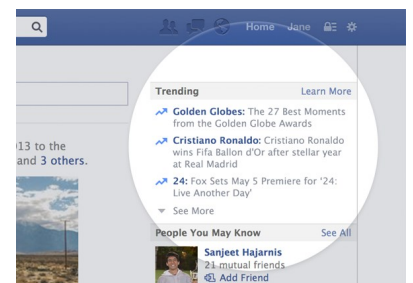 Home Jane
Trending Learn More
Golden Globes: The 27 Best Moments
from the Golden Globe Awards
Cristiano Ronaldo: Cristiano Ronaldo
wins Fifa Ballon d'Or after stellar year
at Real Madrid
24: Fox Sets May 5 Premiere for '24:
Live Another Day'
See More
13 to the
and 3 others.
People You May Know See All
Sanjeet Hajarnis
21 mutual friends
Add Friend